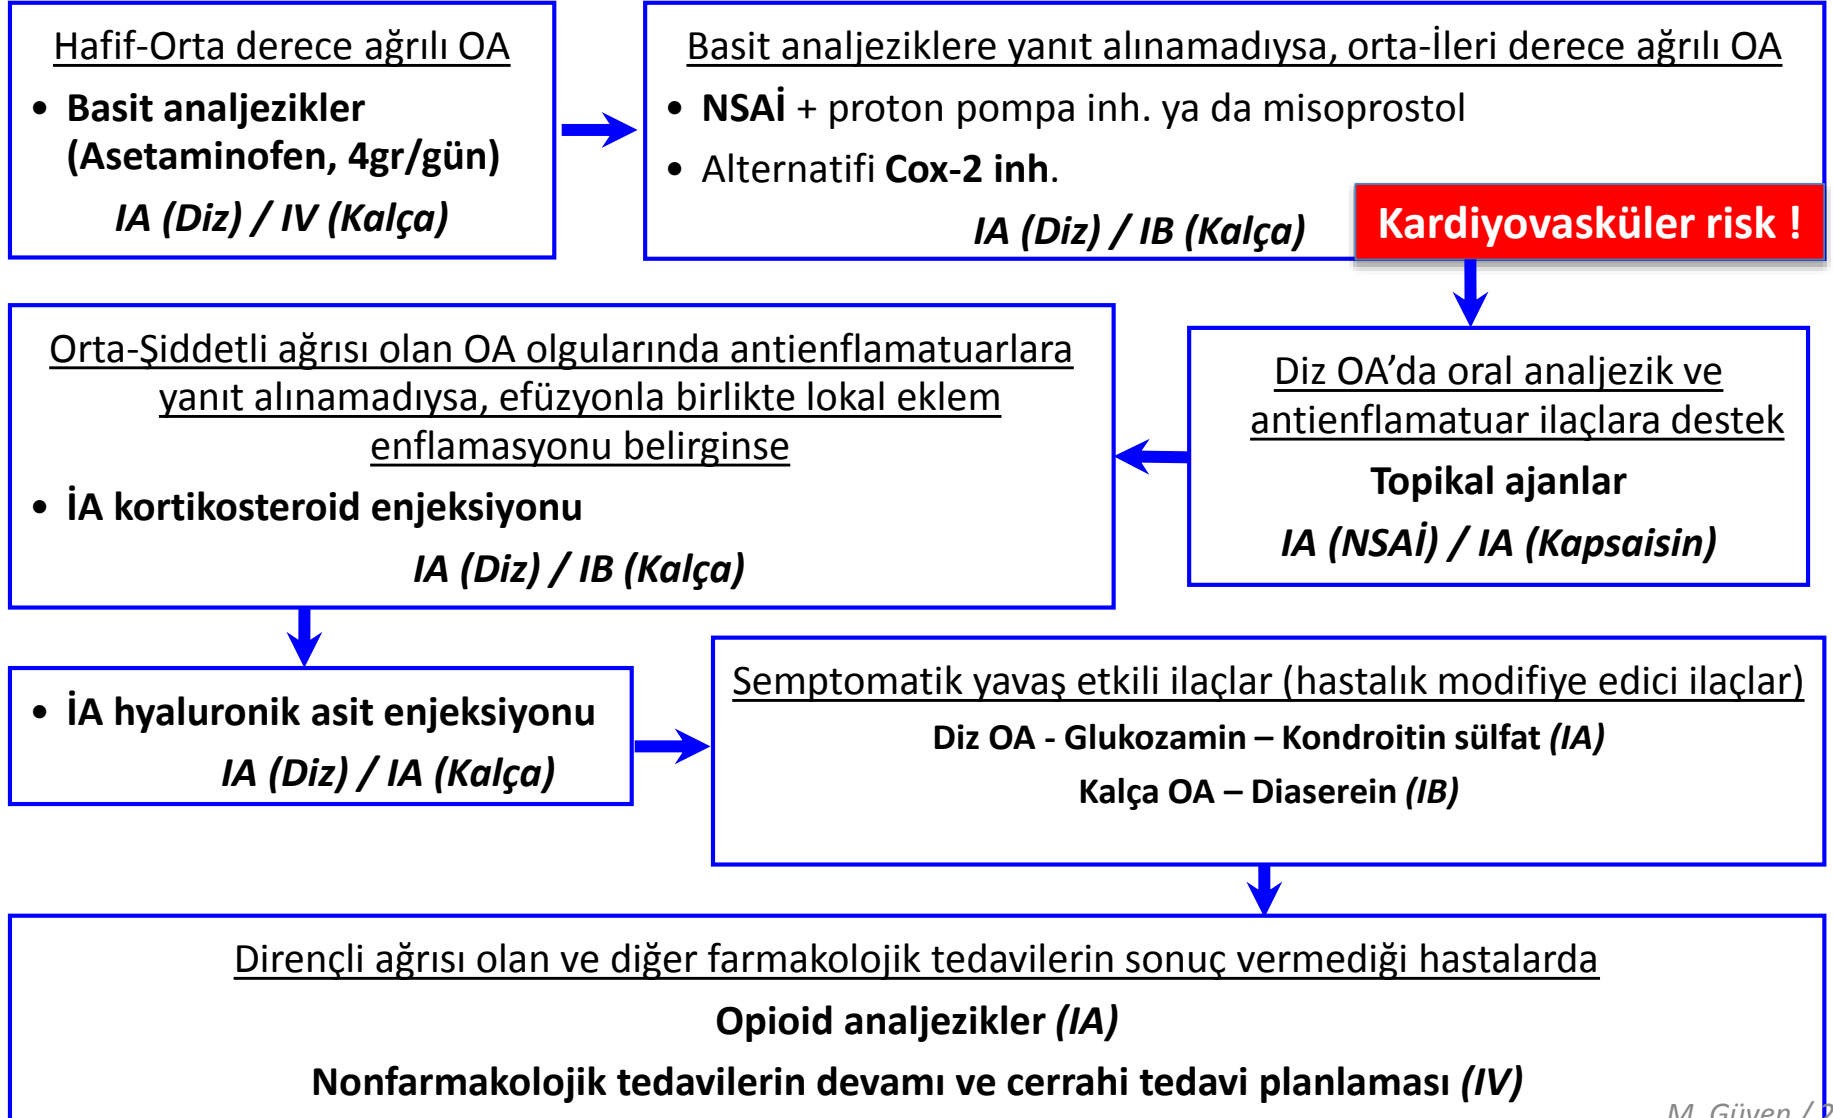 Hafif-Orta derece ağrılı OA
• Basit analjezikler
(Asetaminofen, 4gr/gün)
IA (Diz) / IV (Kalça)
Basit analjeziklere yanıt alınamadıysa, orta-İleri derece ağrılı OA
• NSAİ + proton pompa inh. ya da misoprostol
• Alternatifi Cox-2 inh.
IA (Diz) / IB (Kalça)
Kardiyovasküler risk !
Diz OA’da oral analjezik ve
antienflamatuar ilaçlara destek
Topikal ajanlar
IA (NSAİ) / IA (Kapsaisin)
Orta-Şiddetli ağrısı olan OA olgularında antienflamatuarlara
yanıt alınamadıysa, efüzyonla birlikte lokal eklem
enflamasyonu belirginse
• İA kortikosteroid enjeksiyonu
IA (Diz) / IB (Kalça)
• İA hyaluronik asit enjeksiyonu
IA (Diz) / IA (Kalça)
Semptomatik yavaş etkili ilaçlar (hastalık modifiye edici ilaçlar)
Diz OA - Glukozamin – Kondroitin sülfat (IA)
Kalça OA – Diaserein (IB)
Dirençli ağrısı olan ve diğer farmakolojik tedavilerin sonuç vermediği hastalarda
Opioid analjezikler (IA)
Nonfarmakolojik tedavilerin devamı ve cerrahi tedavi planlaması (IV)
M. Güven /